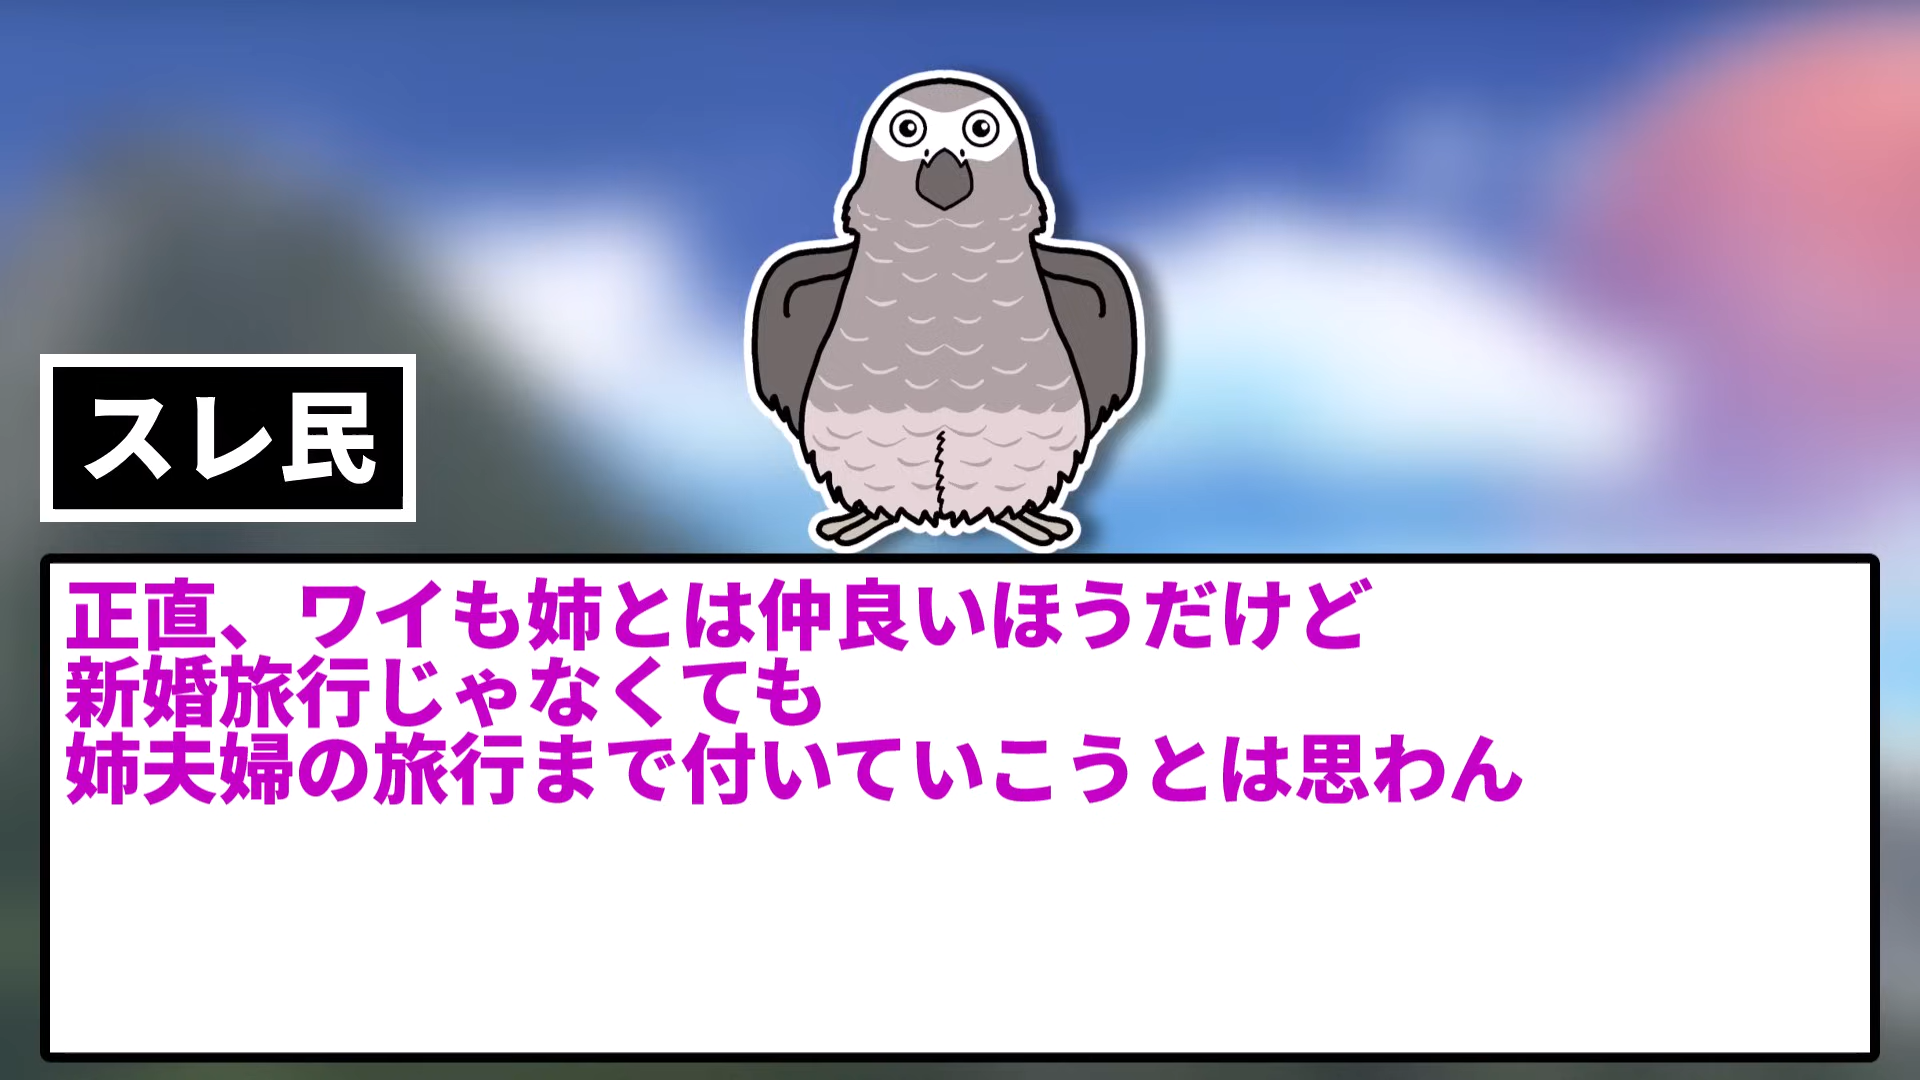 スレ民
正直、ワイも姉とは仲良いほうだけど
新婚旅行じゃなくても
姉夫婦の旅行まで付いていこうとは思わん